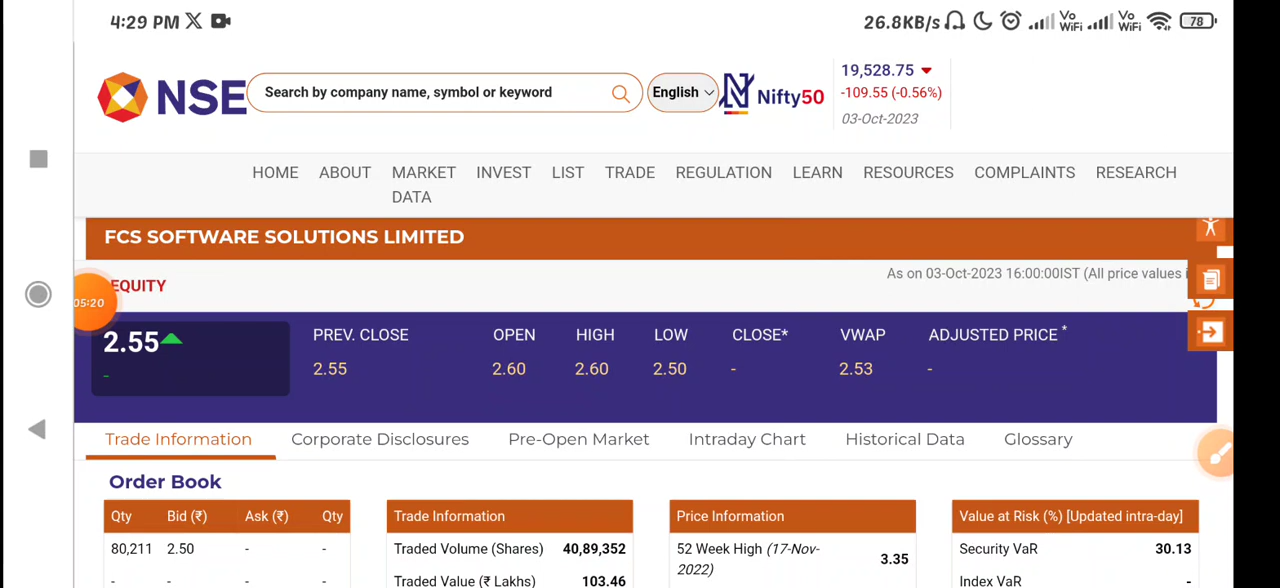 4:29 PM 26.8KB/s Vo WiFi Vo WiFi 78
NSE Search by company name, symbol or keyword English Nifty50 19,528.75
-109.55 (-0.56%)
03-Oct-2023
HOME ABOUT MARKET DATA INVEST LIST TRADE REGULATION LEARN RESOURCES COMPLAINTS RESEARCH
FCS SOFTWARE SOLUTIONS LIMITED
As on 03-Oct-2023 16:00:00IST (All price values i
EQUITY
05:20
2.55
-
PREV. CLOSE OPEN HIGH LOW CLOSE* VWAP ADJUSTED PRICE *
2.55 2.60 2.60 2.50 - 2.53 -
Trade Information Corporate Disclosures Pre-Open Market Intraday Chart Historical Data Glossary
Order Book
Qty Bid (₹) Ask (₹) Qty
80,211 2.50 - -
- - - -
Trade Information
Traded Volume (Shares) 40,89,352
Traded Value (₹ Lakhs) 103.46
Price Information
52 Week High (17-Nov-
2022) 3.35
Value at Risk (%) [Updated intra-day]
Security VaR 30.13
Index VaR -